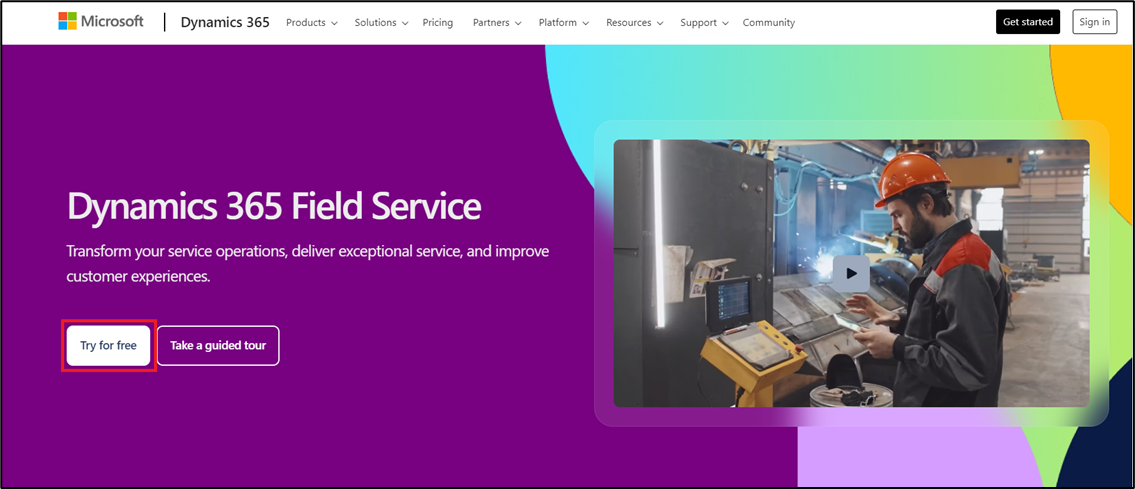 Microsoft Dynamics 365 Products Solutions Pricing Partners Platform Resources Support Community Get started Sign in
Dynamics 365 Field Service
Transform your service operations, deliver exceptional service, and improve
customer experiences.
Try for free Take a guided tour